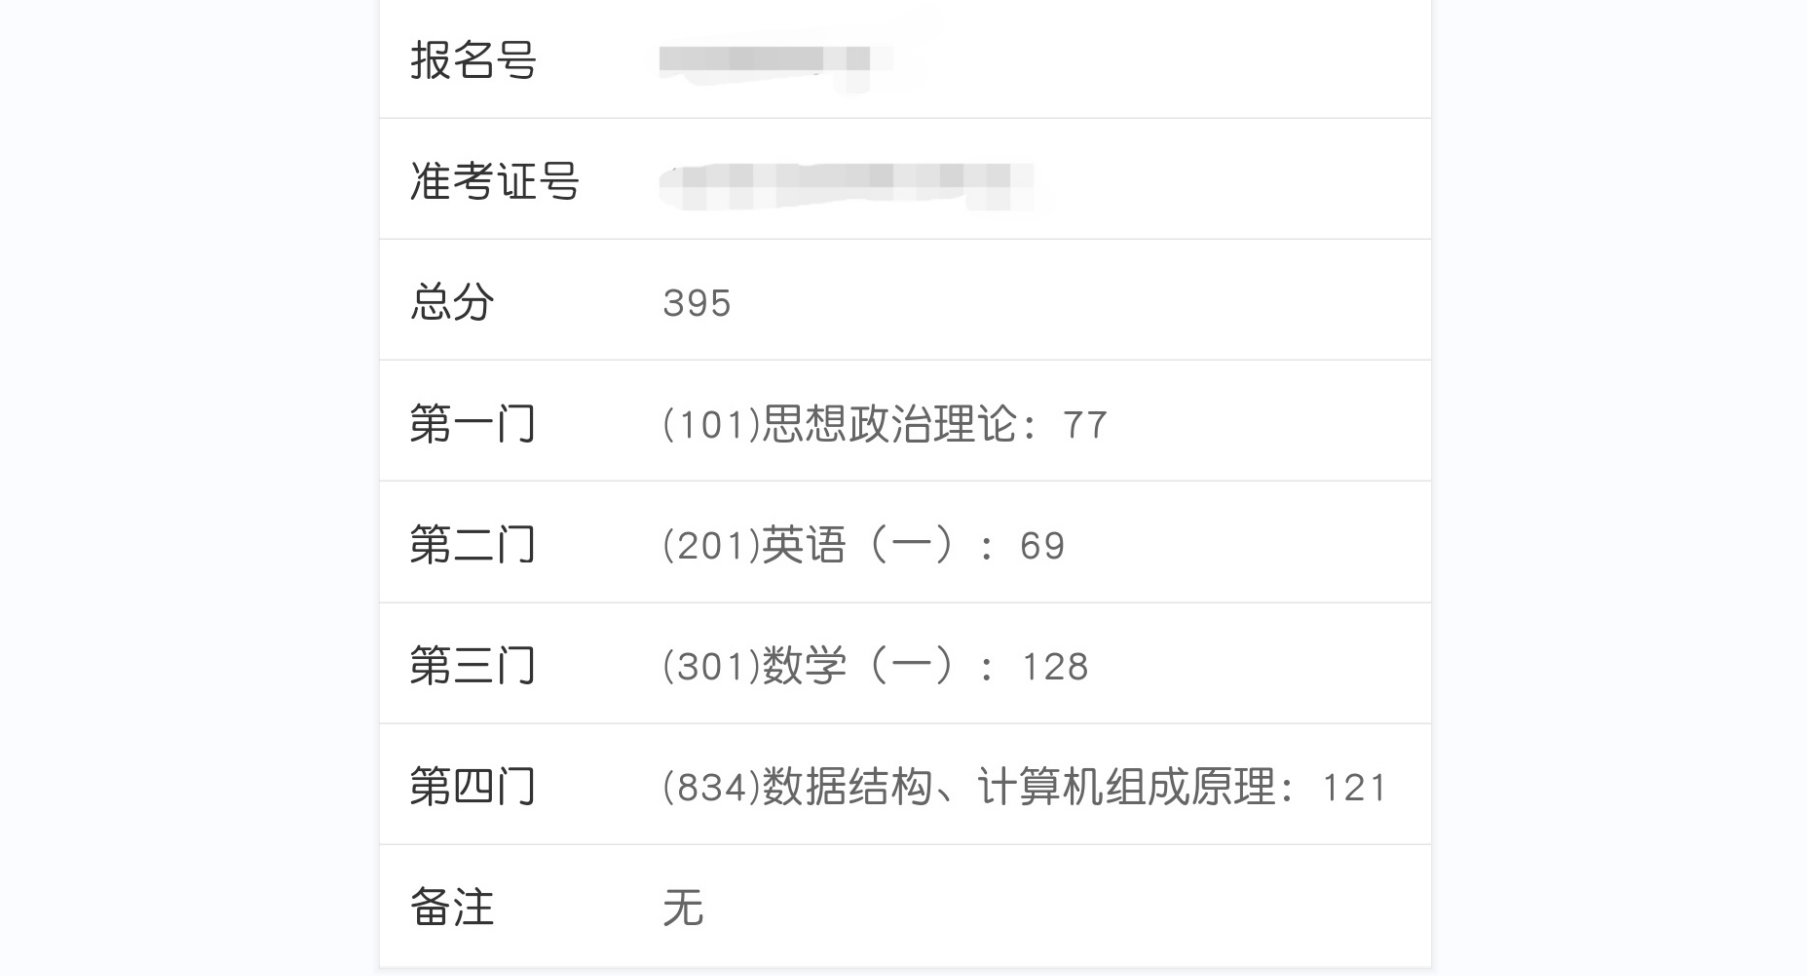 报名号
准考证号
总分 395
第一门 (101)思想政治理论：77
第二门 (201)英语（一）：69
第三门 (301)数学（一）：128
第四门 (834)数据结构、计算机组成原理：121
备注 无